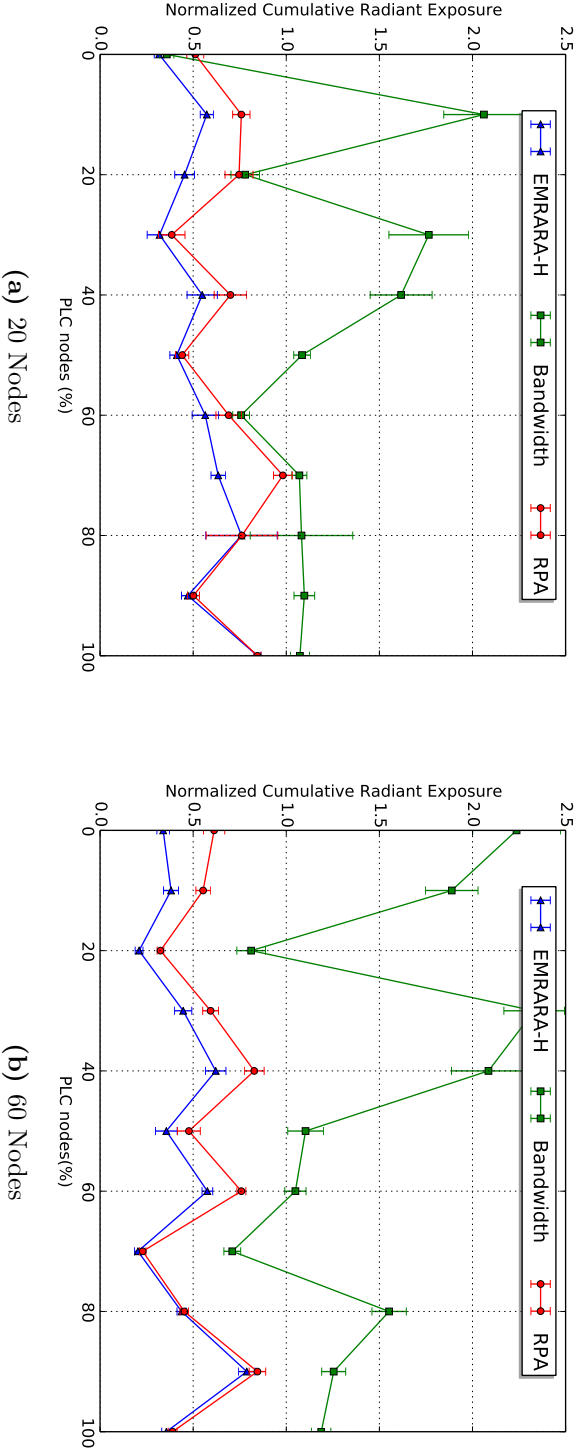 Normalized Cumulative Radiant Exposure
2.5
2.0
1.5
1.0
0.5
0.0
0 20 40 60 80 100
PLC nodes (%)
EMRARA-H Bandwidth RPA
(a) 20 Nodes
Normalized Cumulative Radiant Exposure
2.5
2.0
1.5
1.0
0.5
0.0
0 20 40 60 80 100
PLC nodes(%)
EMRARA-H Bandwidth RPA
(b) 60 Nodes